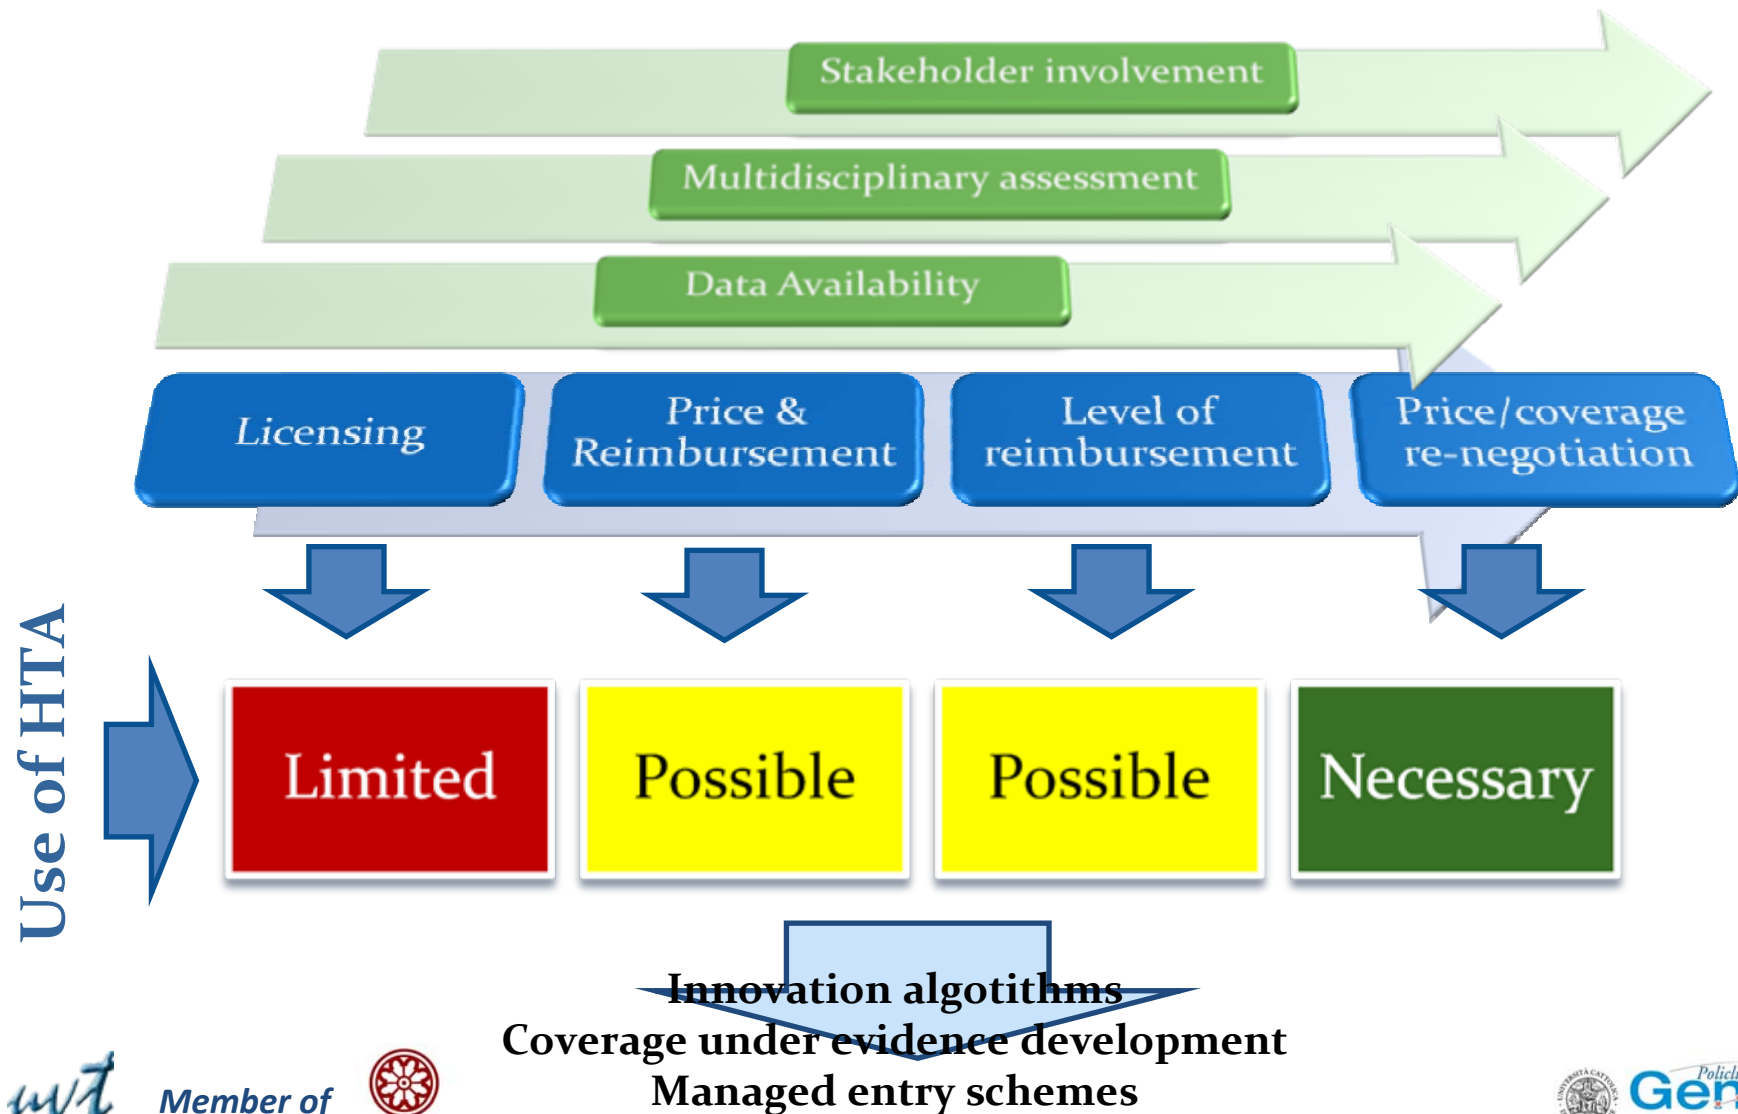 Stakeholder involvement
Multidisciplinary assessment
Data Availability
Licensing
Price &
Reimbursement
Level of
reimbursement
Price/coverage
re-negotiation
Use of HTA
Limited
Possible
Possible
Necessary
Innovation algotithms
Coverage under evidence development
Managed entry schemes
Member of